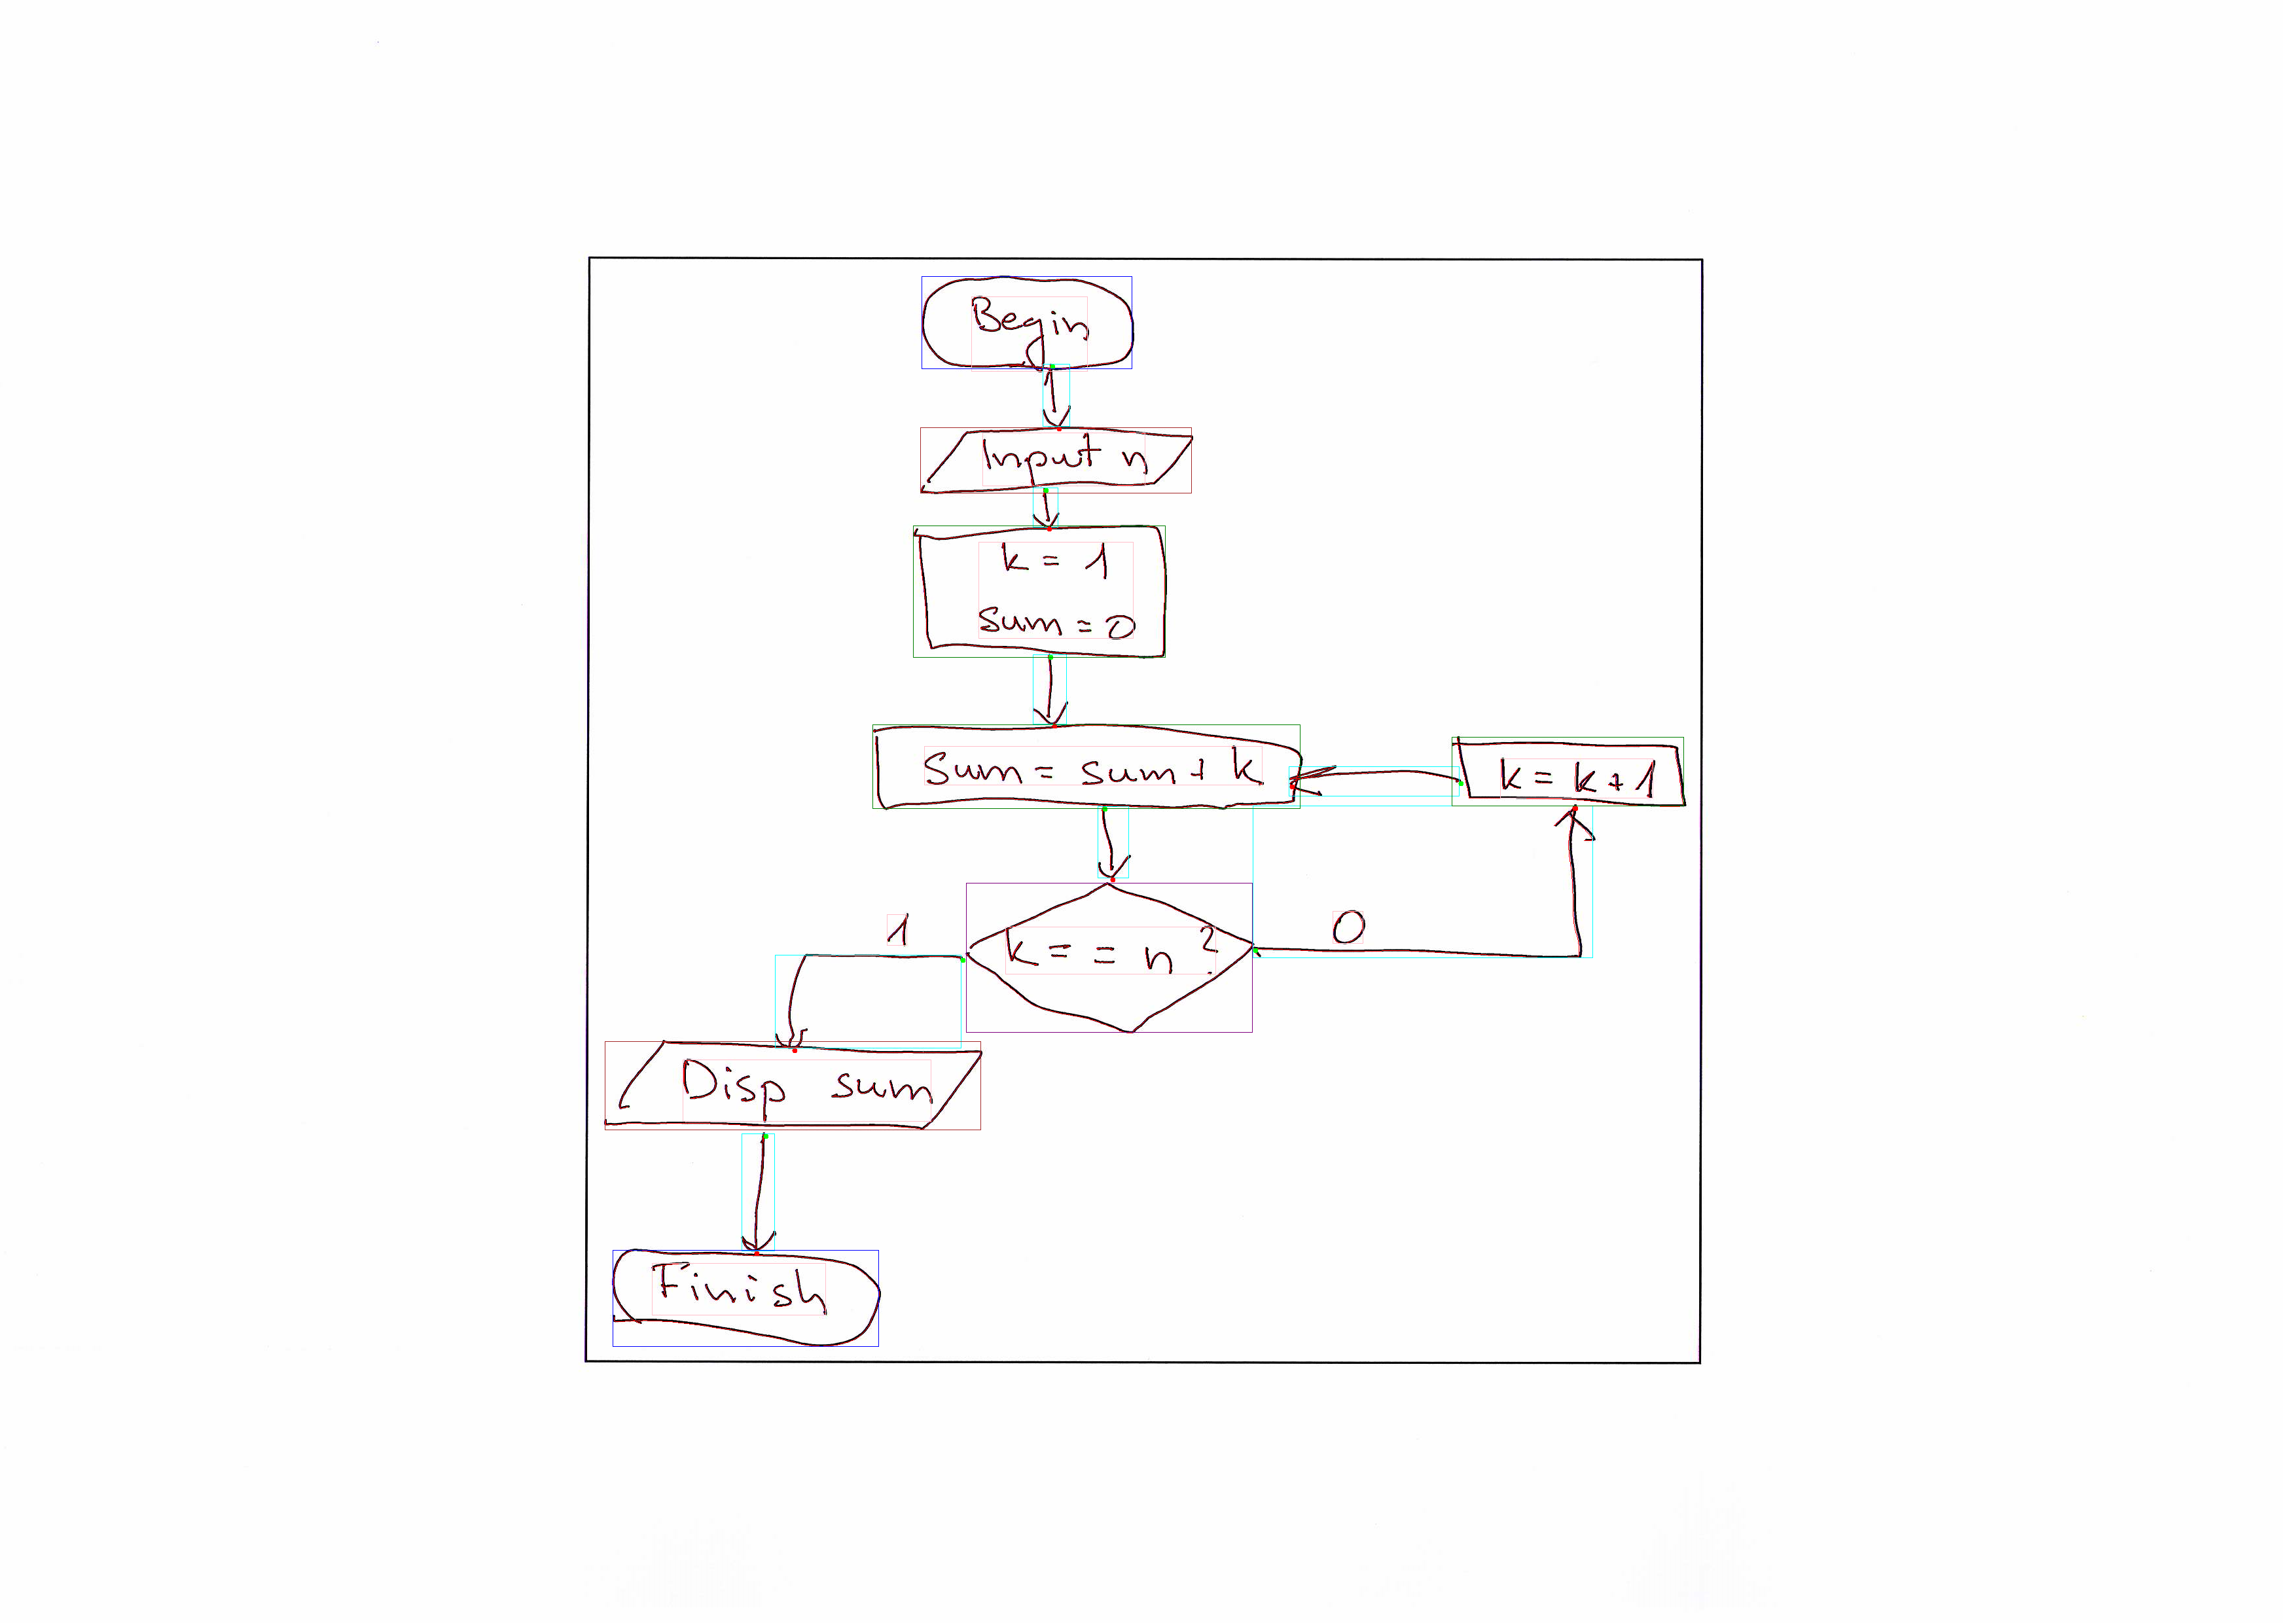 Begin
Input n
k = 1
sum = 0
Sum = sum + k
k = k + 1
k = = n ?
1
0
Disp sum
Finish